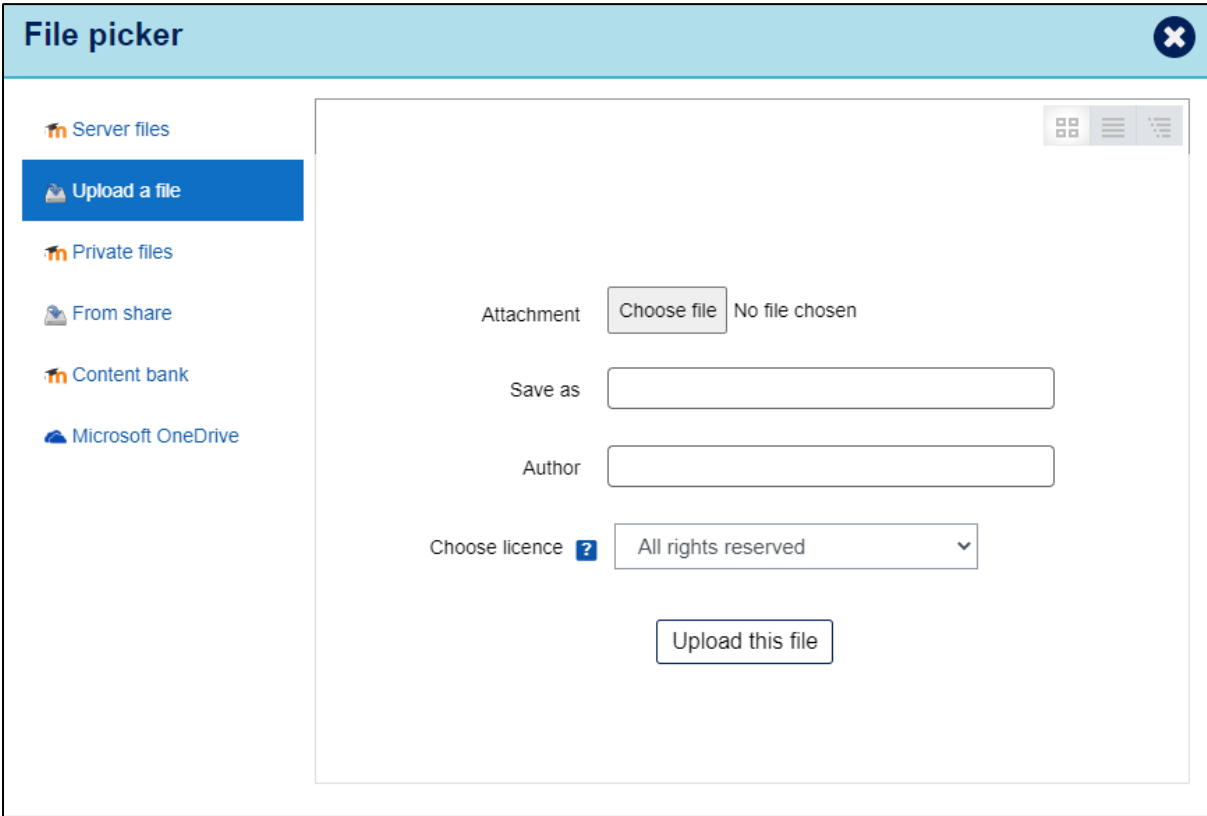 File picker
Server files
Upload a file
Private files
From share
Content bank
Microsoft OneDrive
Attachment Choose file No file chosen
Save as
Author
Choose licence ? All rights reserved
Upload this file